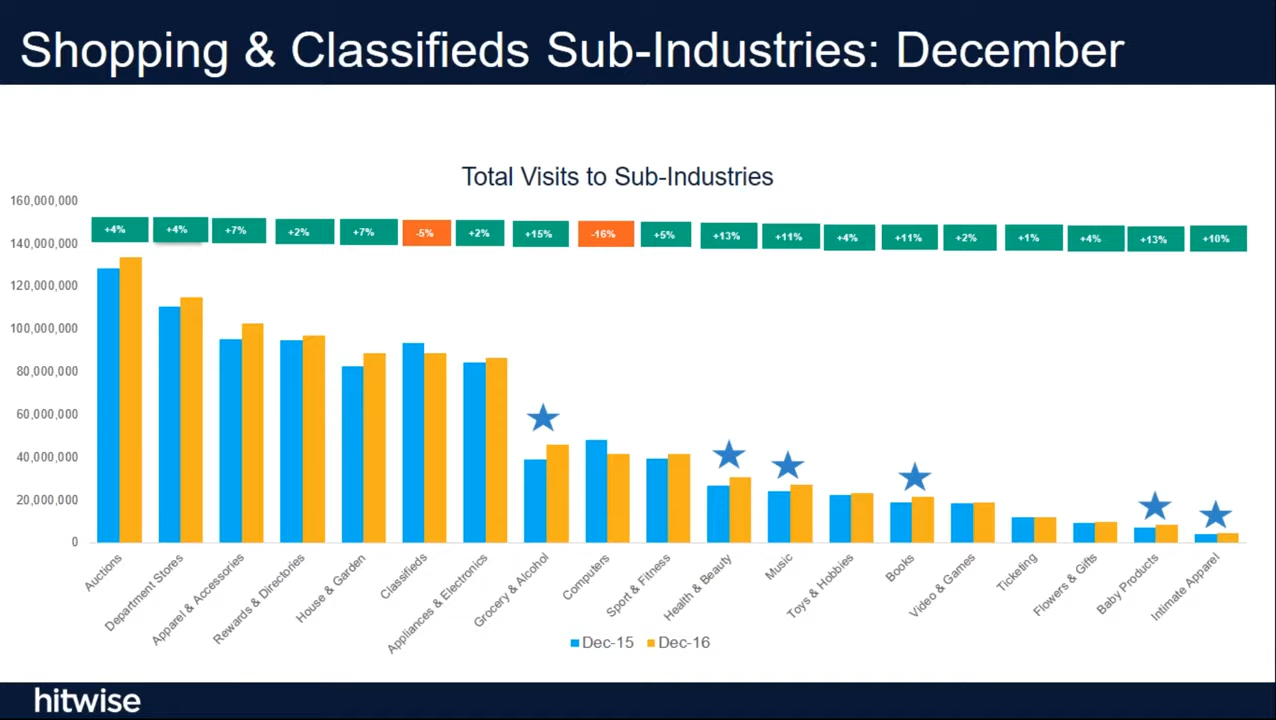 Shopping & Classifieds Sub-Industries: December
Total Visits to Sub-Industries
160,000,000
+4% +4% +7% +2% +7% -5% +2% +15% -16% +5% +13% +11% +4% +11% +2% +1% +4% +13% +10%
140,000,000
120,000,000
100,000,000
80,000,000
60,000,000
40,000,000
20,000,000
0
Auctions
Department Stores
Apparel & Accessories
Rewards & Directories
House & Garden
Classifieds
Appliances & Electronics
Grocery & Alcohol
Computers
Sport & Fitness
Health & Beauty
Music
Toys & Hobbies
Books
Video & Games
Ticketing
Flowers & Gifts
Baby Products
Intimate Apparel
Dec-15 Dec-16
hitwise